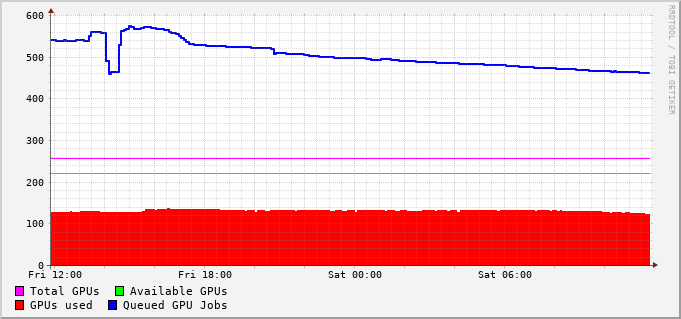 600
500
400
300
200
100
0
Fri 12:00 Fri 18:00 Sat 00:00 Sat 06:00
Total GPUs Available GPUs
GPUs used Queued GPU Jobs
RRDTOOL / TOBI OETIKER